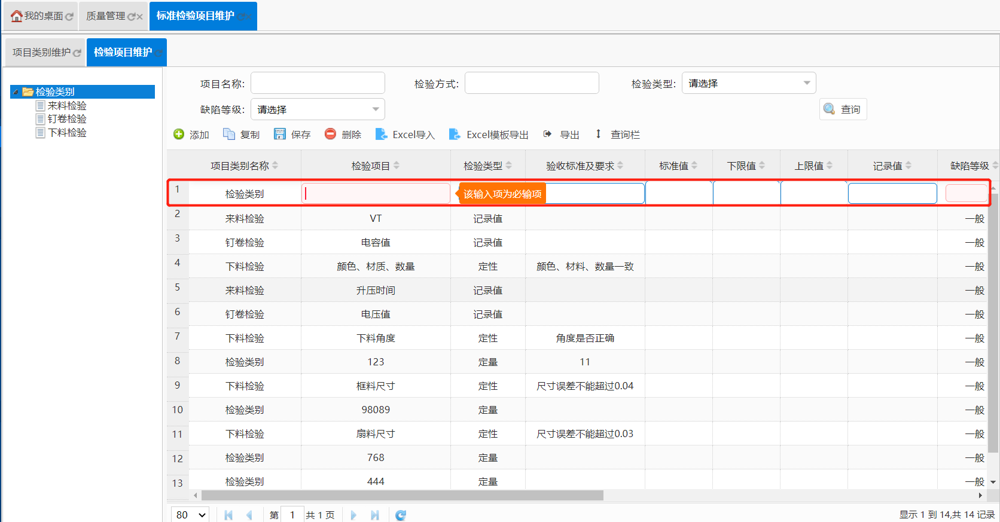 我的桌面 质量管理 标准检验项目维护
项目类别维护 检验项目维护
检验类别
来料检验
钉卷检验
下料检验
项目名称: 检验方式: 检验类型: 请选择
缺陷等级: 请选择 查询
添加 复制 保存 删除 Excel导入 Excel模板导出 导出 查询栏
项目类别名称 检验项目 检验类型 验收标准及要求 标准值 下限值 上限值 记录值 缺陷等级
1 检验类别 该输入项为必输项
2 来料检验 VT 记录值 一般
3 钉卷检验 电容值 记录值 一般
4 下料检验 颜色、材质、数量 定性 颜色、材料、数量一致 一般
5 来料检验 升压时间 记录值 一般
6 钉卷检验 电压值 记录值 一般
7 下料检验 下料角度 定性 角度是否正确 一般
8 检验类别 123 定量 11 一般
9 下料检验 框料尺寸 定性 尺寸误差不能超过0.04 一般
10 检验类别 98089 定量 一般
11 下料检验 扇料尺寸 定性 尺寸误差不能超过0.03 一般
12 检验类别 768 定量 一般
13 检验类别 444 定量 一般
80 第 1 共 1 页 显示 1 到 14,共 14 记录